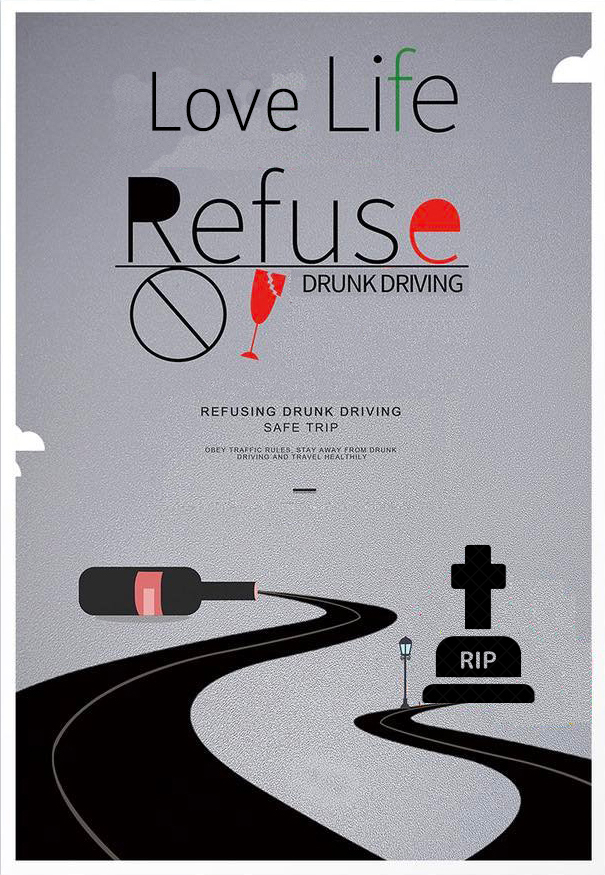 Love Life
Refuse
DRUNK DRIVING
REFUSING DRUNK DRIVING
SAFE TRIP
OBEY TRAFFIC RULES, STAY AWAY FROM DRUNK
DRIVING AND TRAVEL HEALTHILY
RIP